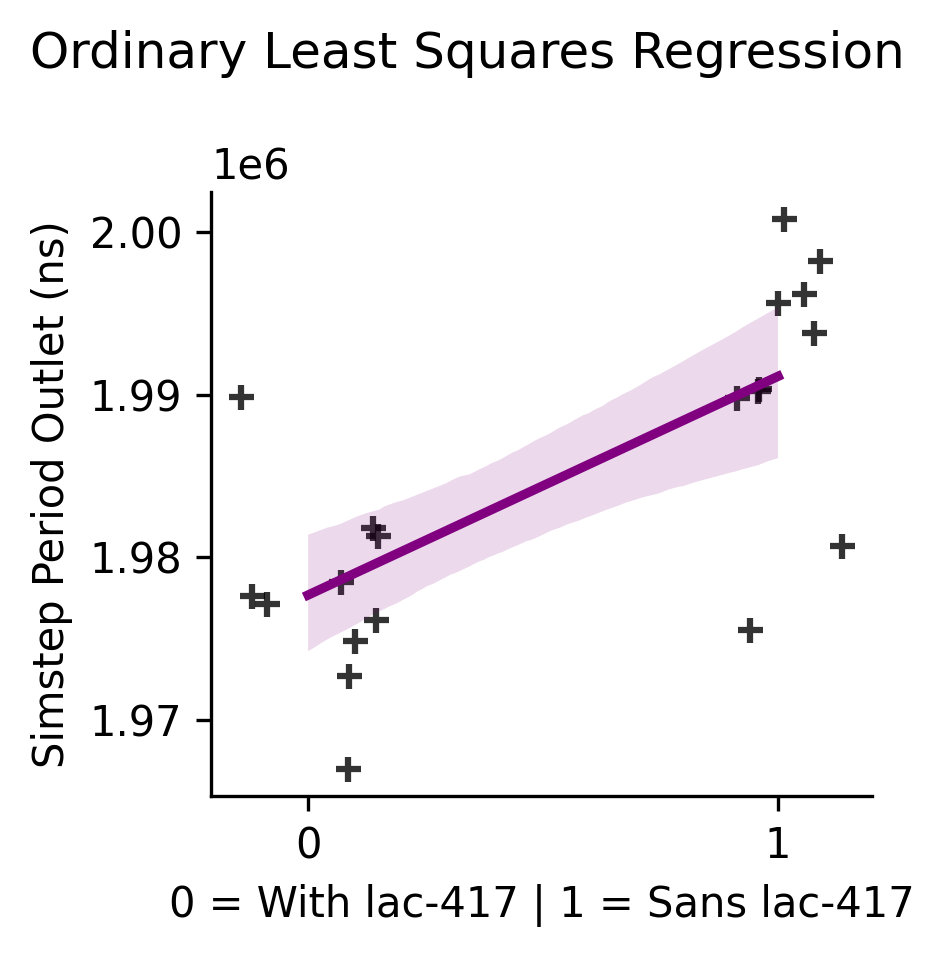 Ordinary Least Squares Regression
1e6
2.00
1.99
1.98
1.97
Simstep Period Outlet (ns)
0 1
0 = With lac-417 | 1 = Sans lac-417